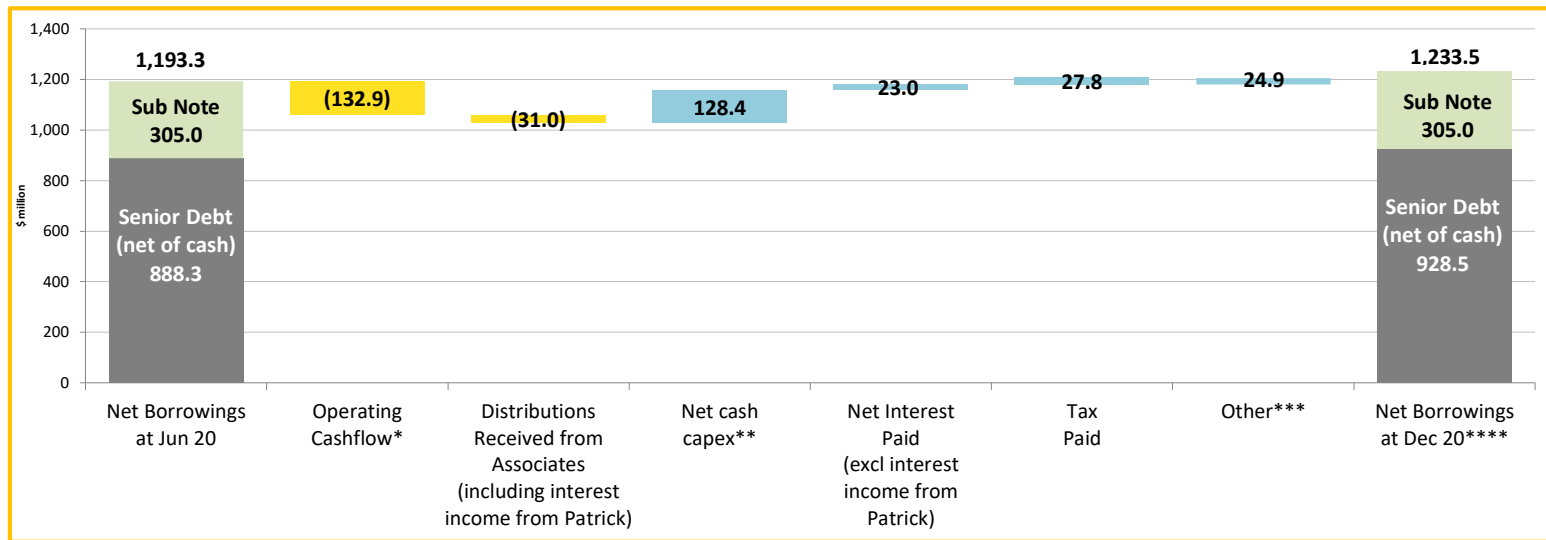 1,400
1,200
1,000
800
600
400
200
0
$ million
1,193.3
Sub Note
305.0
Senior Debt
(net of cash)
888.3
(132.9)
(31.0)
128.4
23.0
27.8
24.9
1,233.5
Sub Note
305.0
Senior Debt
(net of cash)
928.5
Net Borrowings
at Jun 20
Operating
Cashflow*
Distributions
Received from
Associates
(including interest
income from Patrick)
Net cash
capex**
Net Interest
Paid
(excl interest
income from
Patrick)
Tax
Paid
Other***
Net Borrowings
at Dec 20****